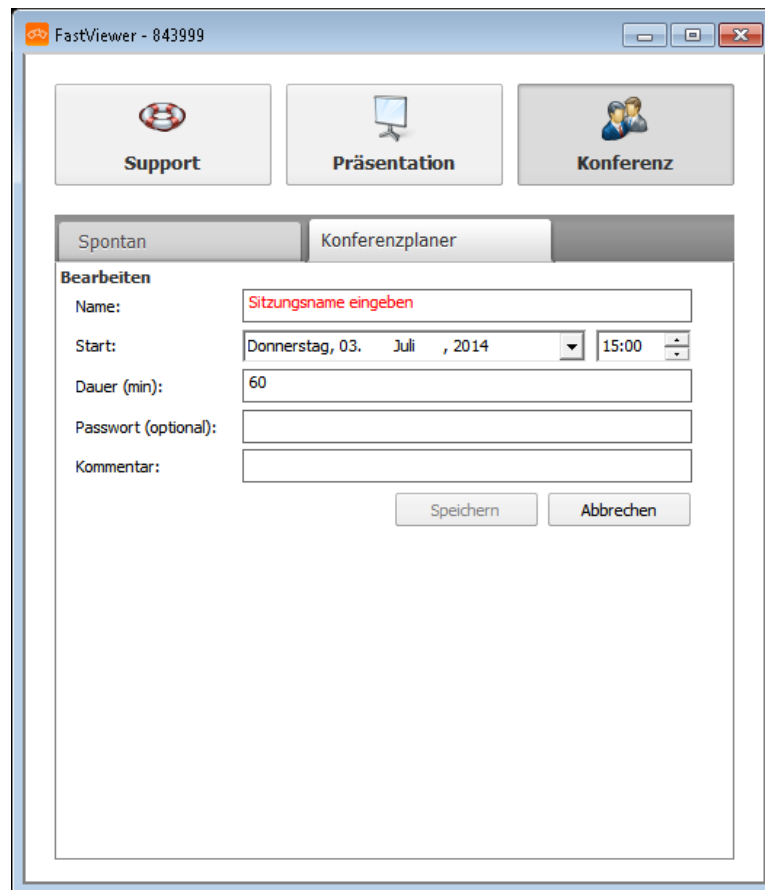 FastViewer - 843999
Support Präsentation Konferenz
Spontan Konferenzplaner
Bearbeiten
Name: Sitzungsname eingeben
Start: Donnerstag, 03. Juli , 2014 15:00
Dauer (min): 60
Passwort (optional):
Kommentar:
Speichern Abbrechen